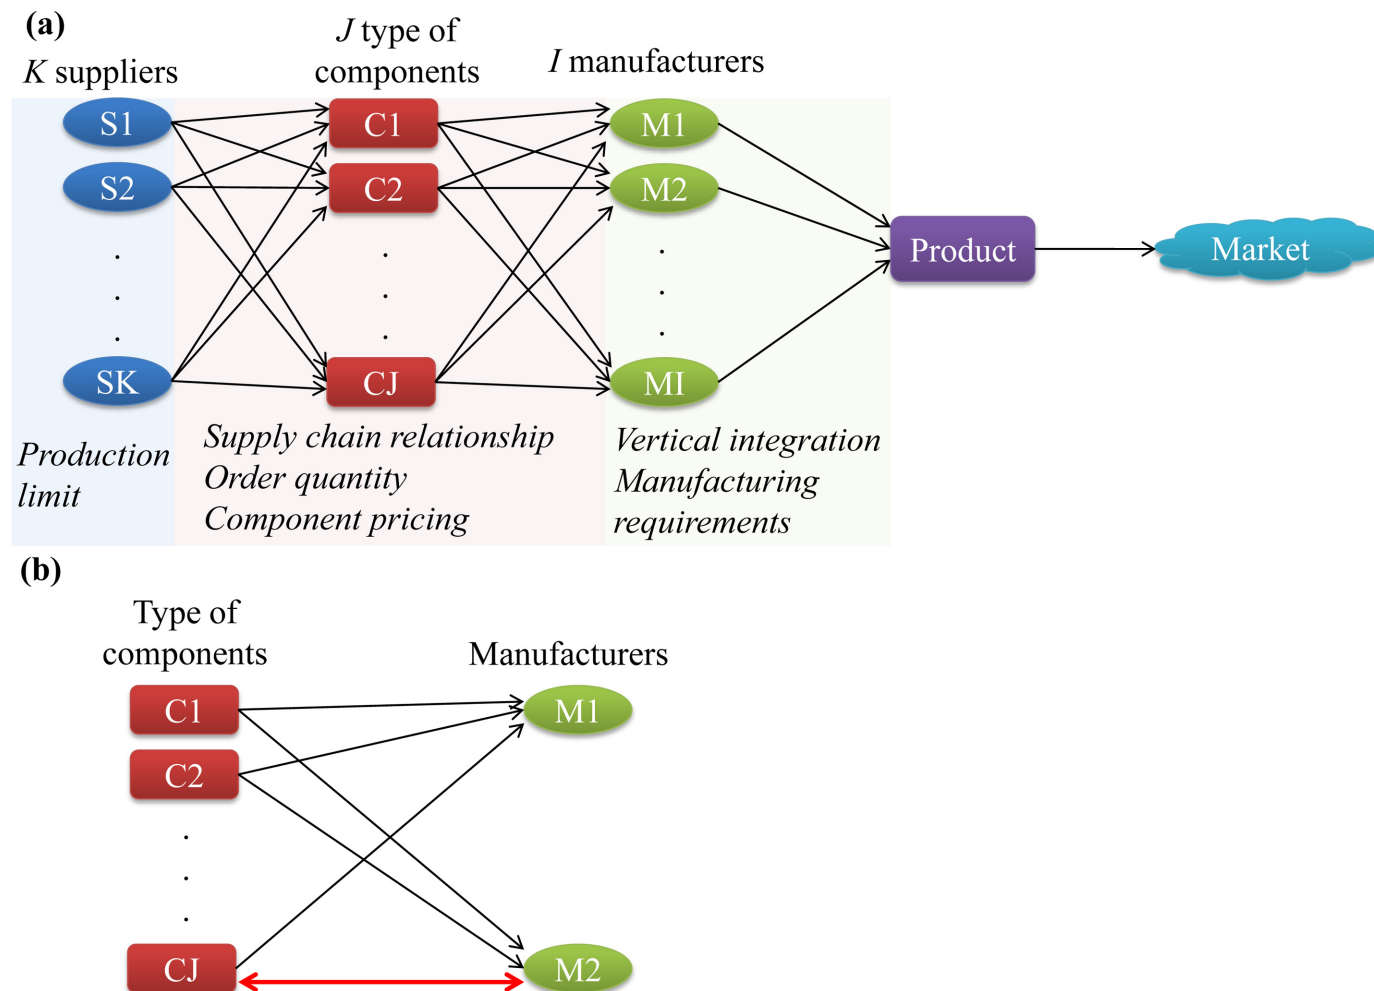 (a)
K suppliers
J type of
components
I manufacturers
S1
C1
M1
S2
C2
M2
.
.
.
.
.
.
.
.
.
Product
Market
SK
CJ
MI
Production
limit
Supply chain relationship
Order quantity
Component pricing
Vertical integration
Manufacturing
requirements
(b)
Type of
components
Manufacturers
C1
M1
C2
.
.
.
CJ
M2